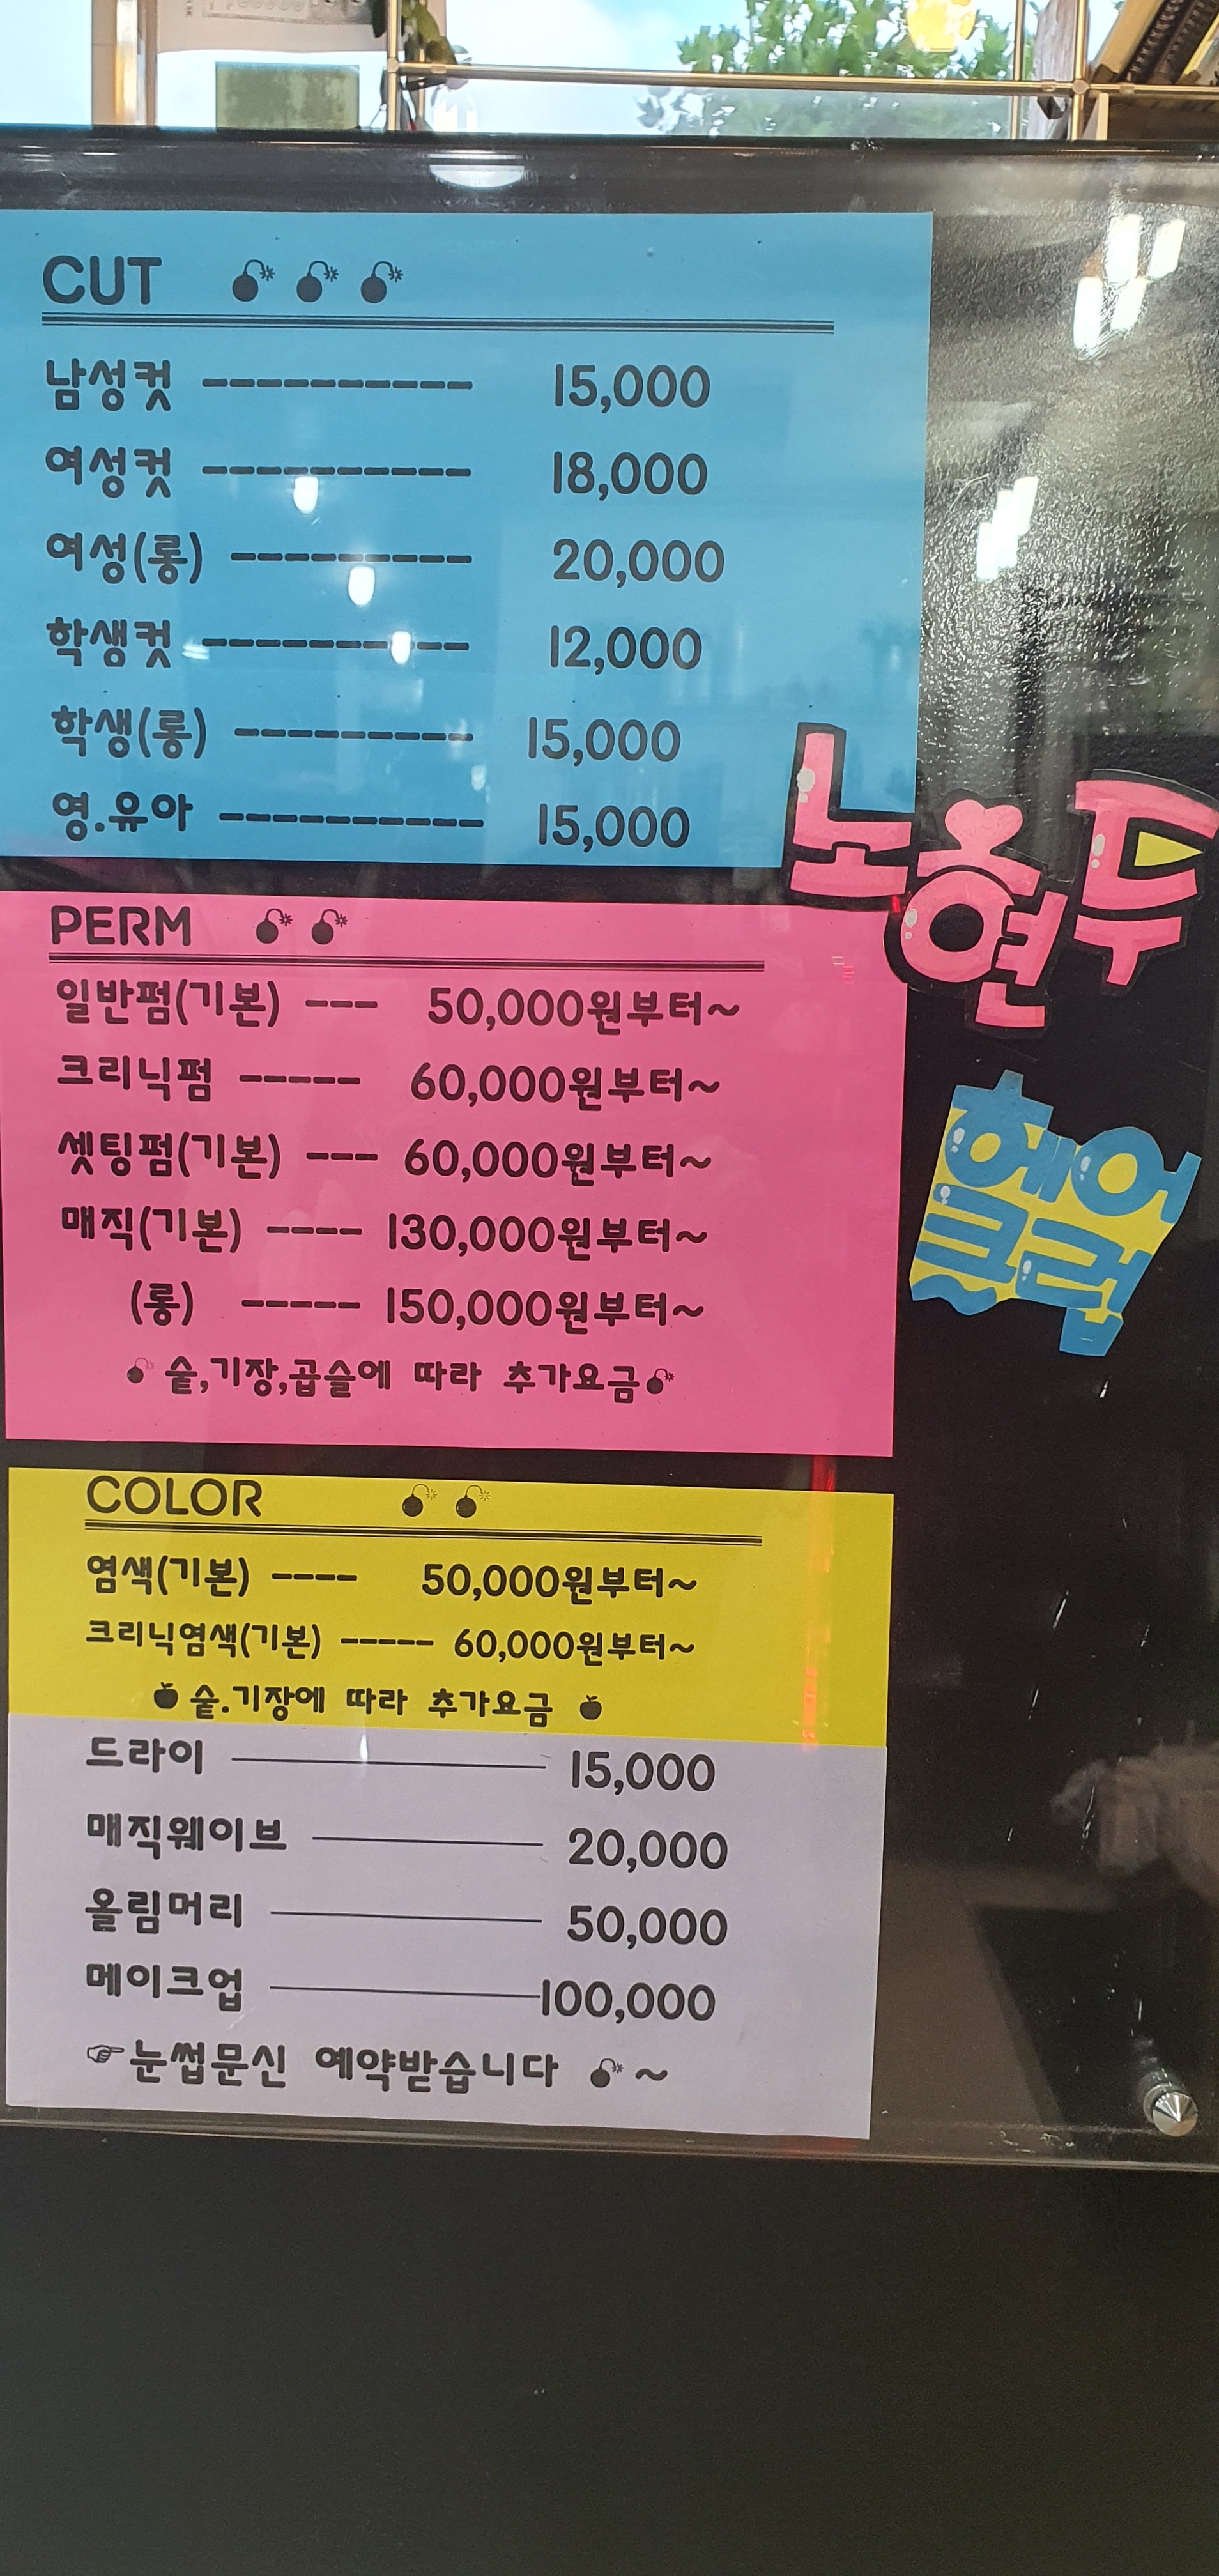 CUT
남성컷 ---------- 15,000
여성컷 ---------- 18,000
여성(롱) --------- 20,000
학생컷 ---------- 12,000
학생(롱) --------- 15,000
영.유아 ---------- 15,000
PERM
일반펌(기본) --- 50,000원부터~
크리닉펌 ----- 60,000원부터~
셋팅펌(기본) --- 60,000원부터~
매직(기본) ---- 130,000원부터~
(롱) ----- 150,000원부터~
숱,기장,곱슬에 따라 추가요금
COLOR
염색(기본) ---- 50,000원부터~
크리닉염색(기본) ----- 60,000원부터~
숱.기장에 따라 추가요금
드라이 ———— 15,000
매직웨이브 ———— 20,000
올림머리 ———— 50,000
메이크업 ———— 100,000
☞눈썹문신 예약받습니다 ~
노현두
헤어
클럽